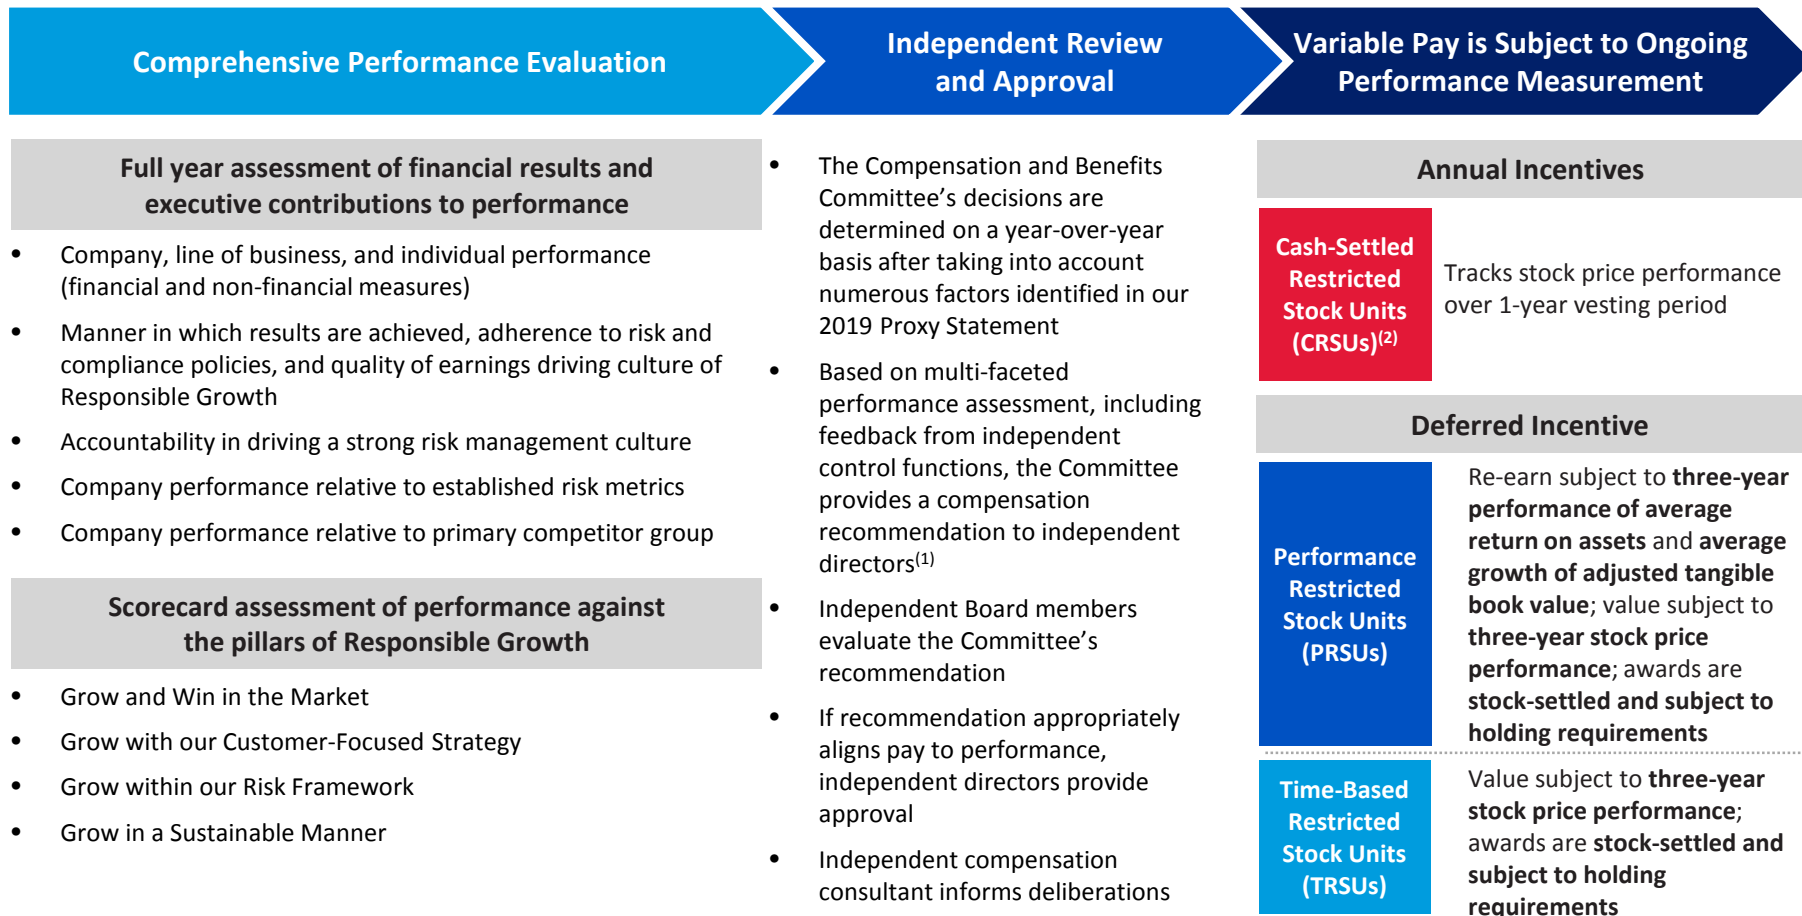 Comprehensive Performance Evaluation
Independent Review
and Approval
Variable Pay is Subject to Ongoing
Performance Measurement
Full year assessment of financial results and
executive contributions to performance
• Company, line of business, and individual performance
(financial and non-financial measures)
• Manner in which results are achieved, adherence to risk and
compliance policies, and quality of earnings driving culture of
Responsible Growth
• Accountability in driving a strong risk management culture
• Company performance relative to established risk metrics
• Company performance relative to primary competitor group
Scorecard assessment of performance against
the pillars of Responsible Growth
• Grow and Win in the Market
• Grow with our Customer-Focused Strategy
• Grow within our Risk Framework
• Grow in a Sustainable Manner
• The Compensation and Benefits
Committee’s decisions are
determined on a year-over-year
basis after taking into account
numerous factors identified in our
2019 Proxy Statement
• Based on multi-faceted
performance assessment, including
feedback from independent
control functions, the Committee
provides a compensation
recommendation to independent
directors(1)
• Independent Board members
evaluate the Committee’s
recommendation
• If recommendation appropriately
aligns pay to performance,
independent directors provide
approval
• Independent compensation
consultant informs deliberations
Annual Incentives
Cash-Settled
Restricted
Stock Units
(CRSUs)(2)
Tracks stock price performance
over 1-year vesting period
Deferred Incentive
Performance
Restricted
Stock Units
(PRSUs)
Re-earn subject to three-year
performance of average
return on assets and average
growth of adjusted tangible
book value; value subject to
three-year stock price
performance; awards are
stock-settled and subject to
holding requirements
Time-Based
Restricted
Stock Units
(TRSUs)
Value subject to three-year
stock price performance;
awards are stock-settled and
subject to holding
requirements